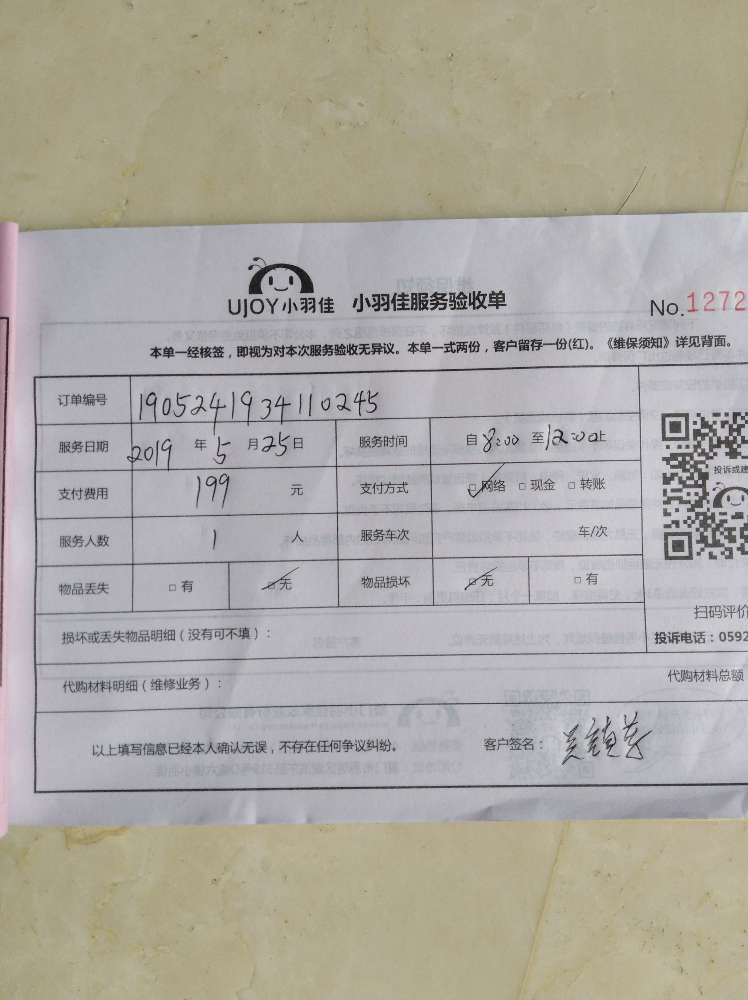 UJOY小羽佳 小羽佳服务验收单
No.1272
本单一经核签，即视为对本次服务验收无异议。本单一式两份，客户留存一份(红)。《维保须知》详见背面。
订单编号 1905241934110245
服务日期 2019 年 5 月 25 日 服务时间 自 8:00 至 12:00 止
支付费用 199 元 支付方式 ☑网络 □现金 □转账
投诉或建
服务人数 1 人 服务车次 车/次
物品丢失 □有 ☑无 物品损坏 ☑无 □有
扫码评价
损坏或丢失物品明细（没有可不填）：
投诉电话：0592
代购材料明细（维修业务）： 代购材料总额
以上填写信息已经本人确认无误，不存在任何争议纠纷。 客户签名：